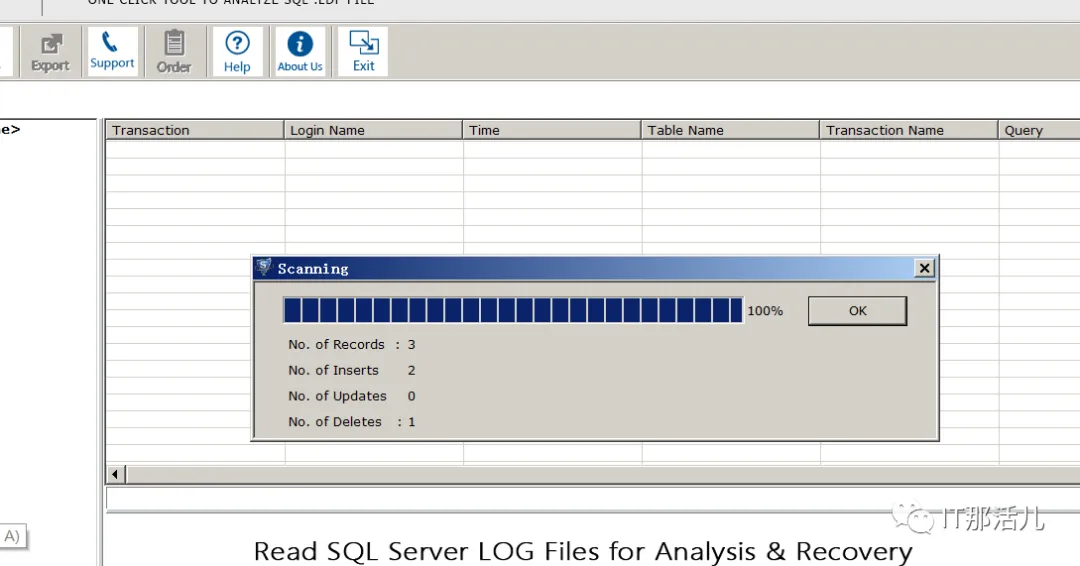 ONE CLICK TOOL TO ANALYZE SQL .LDF FILE
Export Support Order Help About Us Exit
e>
Transaction Login Name Time Table Name Transaction Name Query
Scanning
100% OK
No. of Records : 3
No. of Inserts 2
No. of Updates 0
No. of Deletes : 1
IT那活儿
A)
Read SQL Server LOG Files for Analysis & Recovery